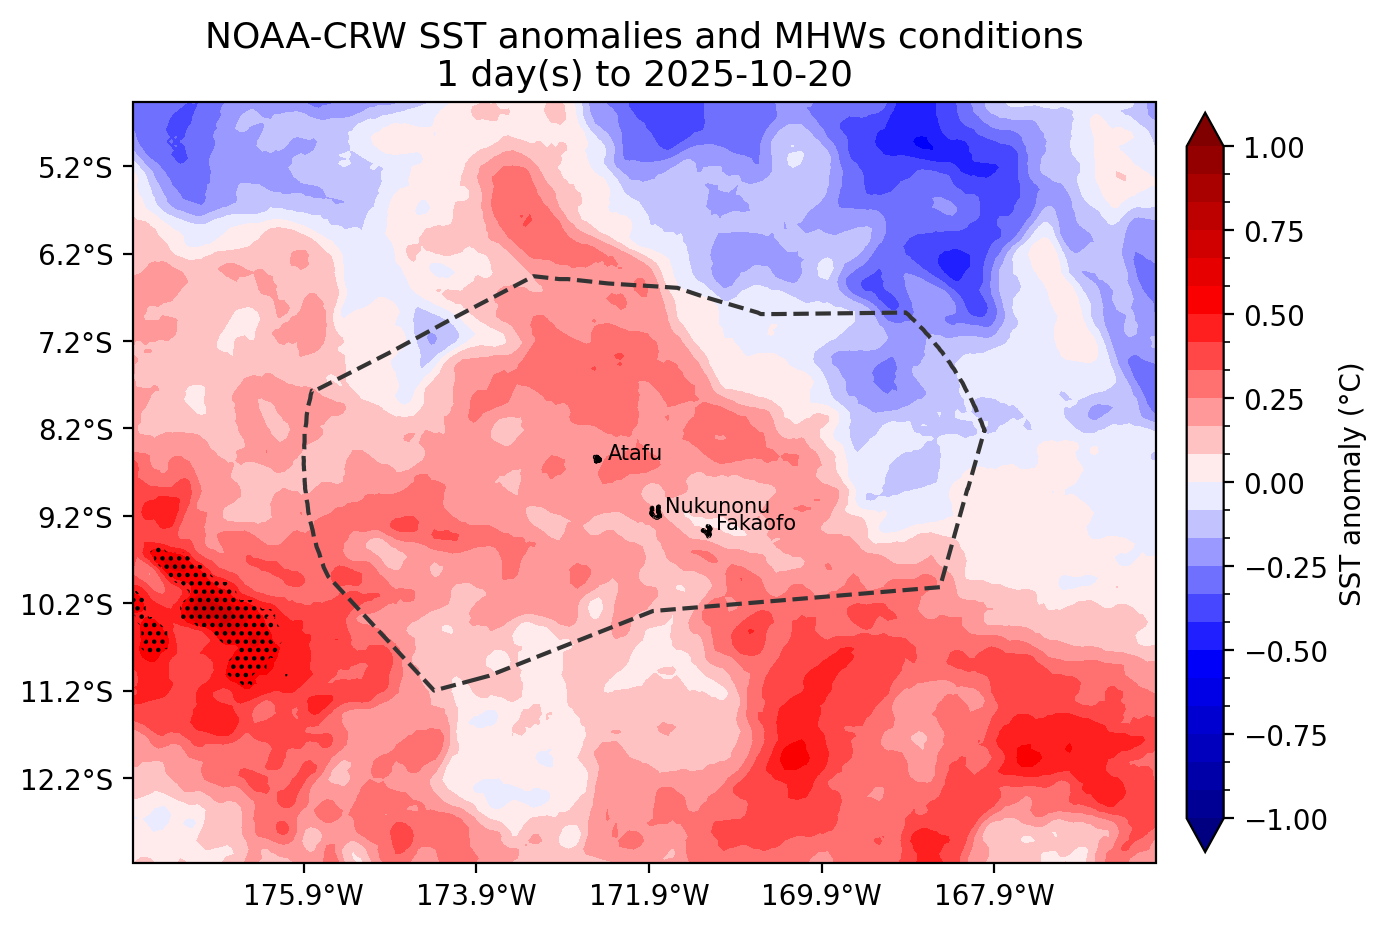 NOAA-CRW SST anomalies and MHWs conditions
1 day(s) to 2025-10-20
5.2°S
6.2°S
7.2°S
8.2°S
9.2°S
10.2°S
11.2°S
12.2°S
Atafu
Nukunonu
Fakaofo
175.9°W
173.9°W
171.9°W
169.9°W
167.9°W
1.00
0.75
0.50
0.25
0.00
−0.25
−0.50
−0.75
−1.00
SST anomaly (°C)